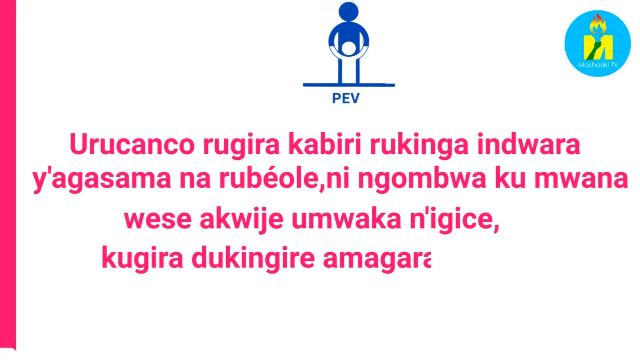 PEV
Mashariki TV
Urucanco rugira kabiri rukinga indwara
y'agasama na rubéole,ni ngombwa ku mwana
wese akwije umwaka n'igice,
kugira dukingire